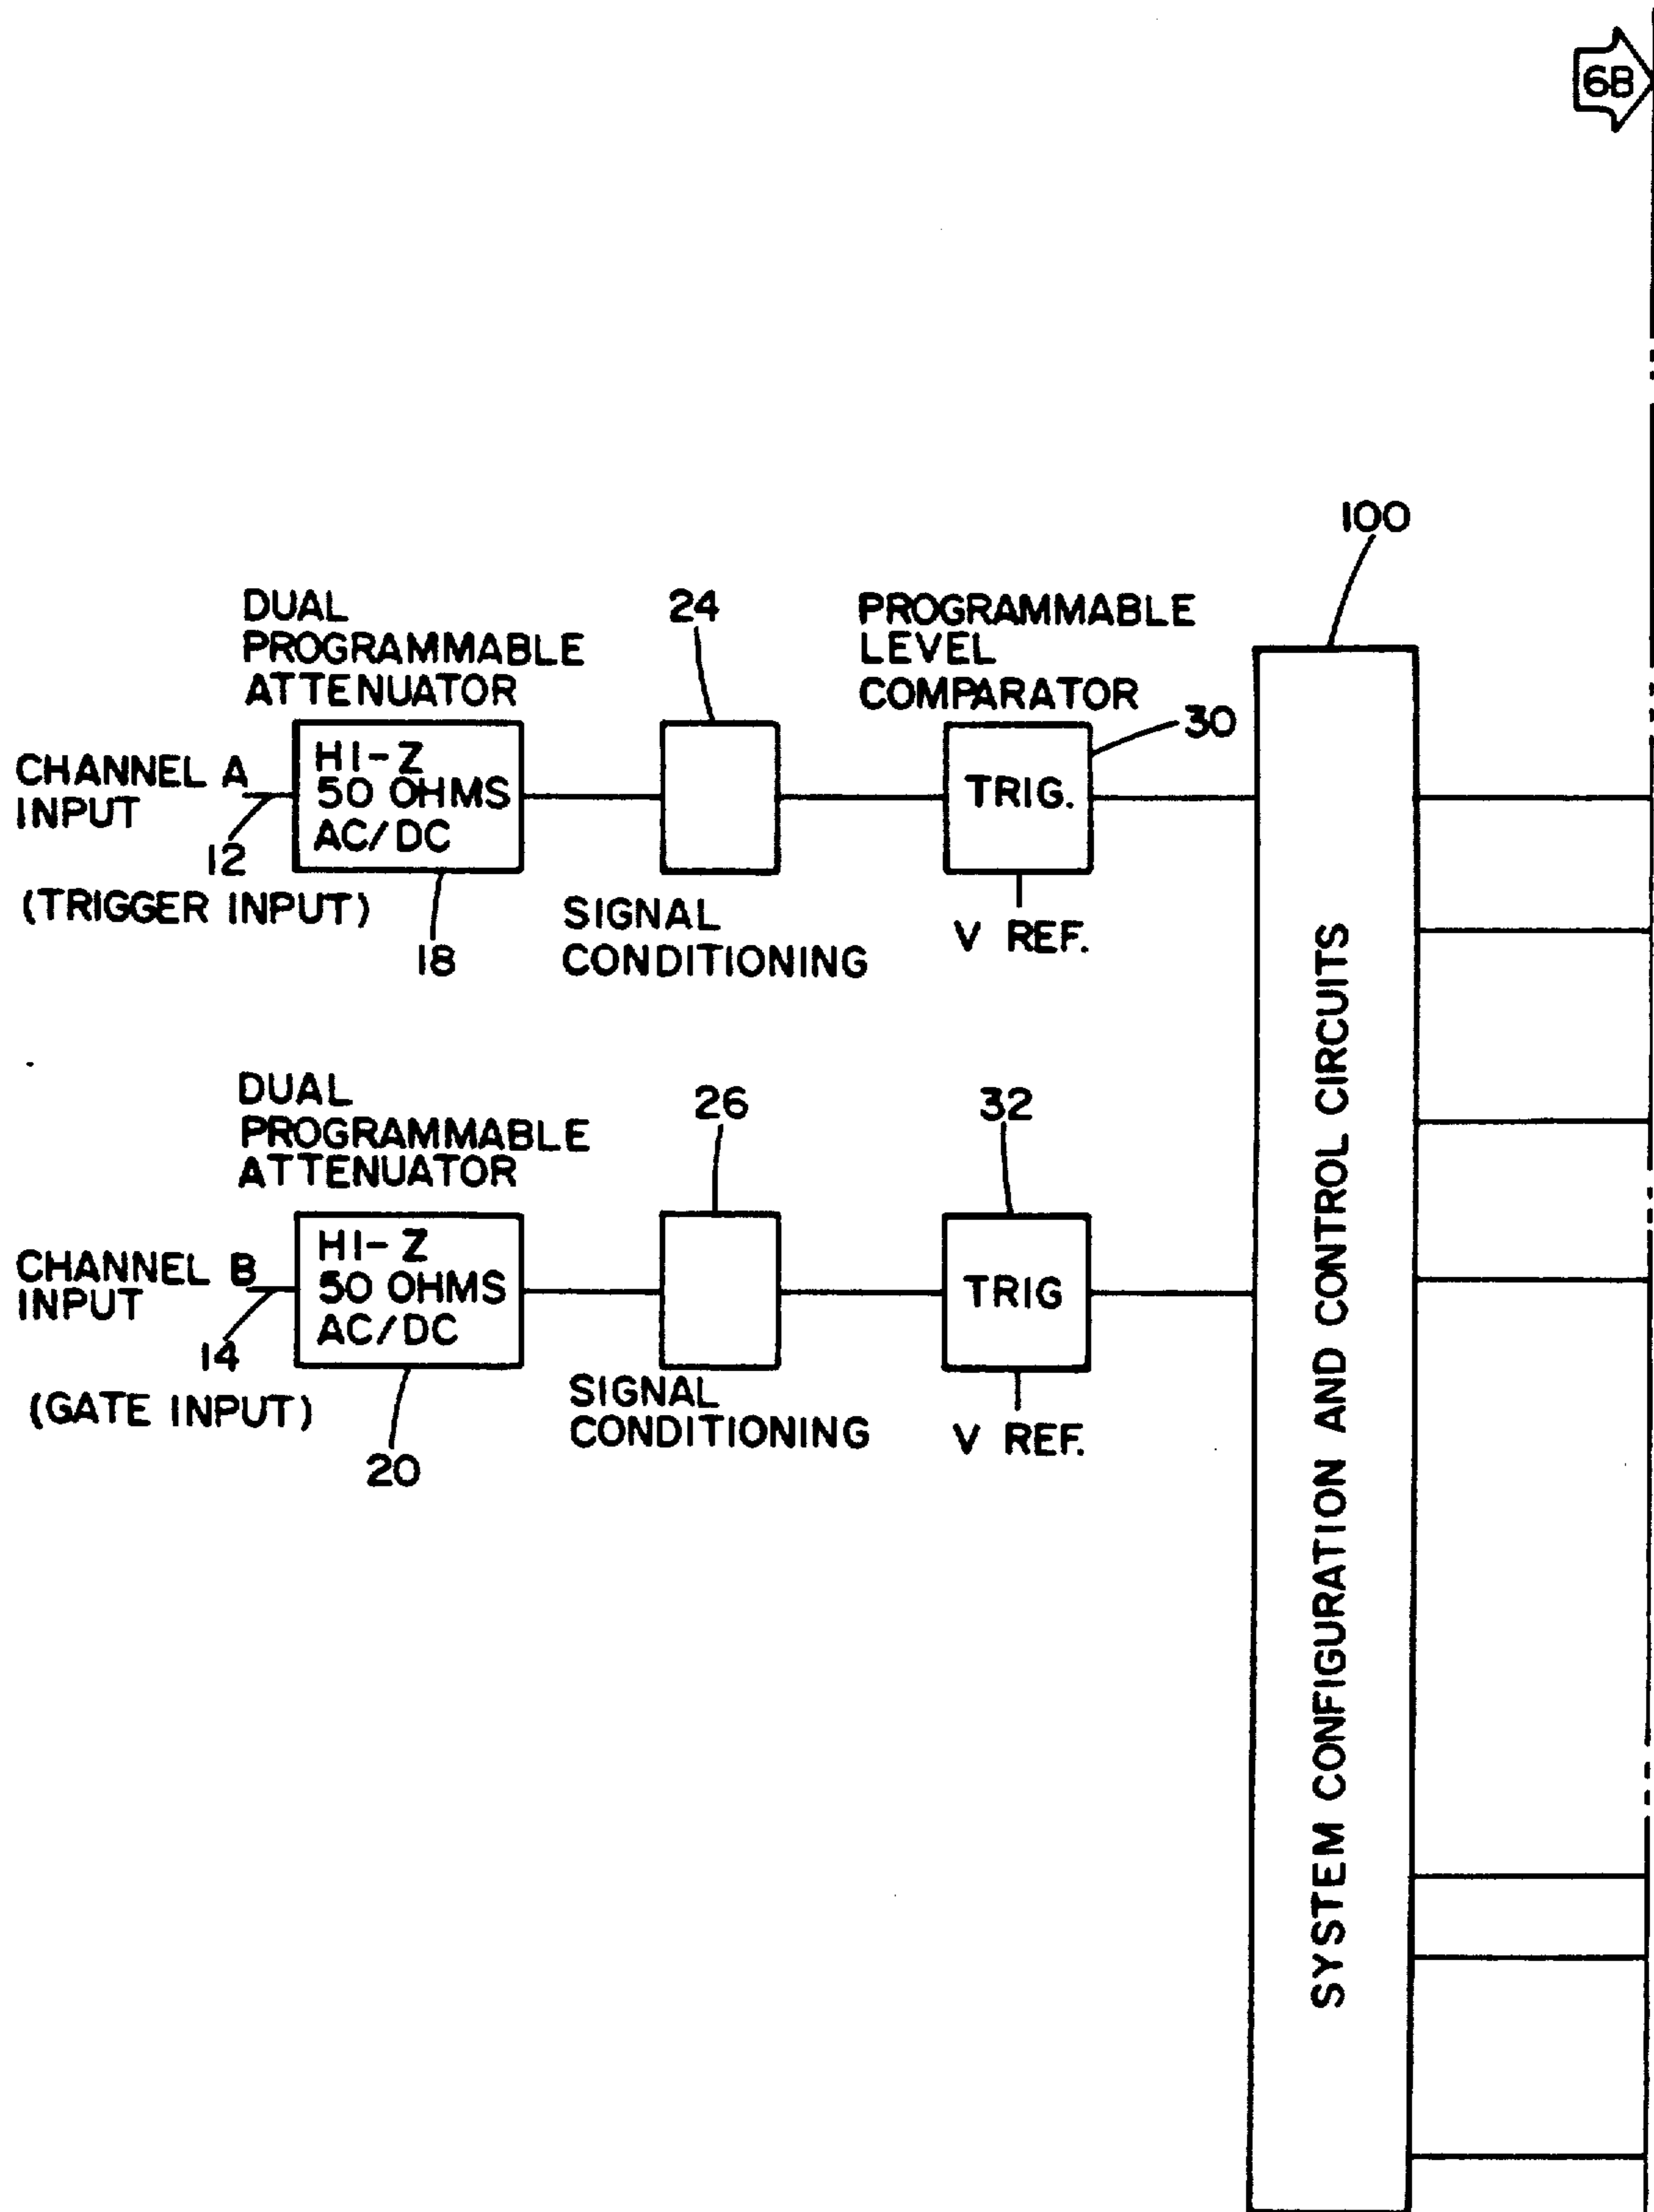 6B
100
DUAL
PROGRAMMABLE
ATTENUATOR
24
PROGRAMMABLE
LEVEL
COMPARATOR
30
CHANNEL A
INPUT
12
(TRIGGER INPUT)
HI-Z
50 OHMS
AC/DC
18
SIGNAL
CONDITIONING
TRIG.
V REF.
DUAL
PROGRAMMABLE
ATTENUATOR
26
32
CHANNEL B
INPUT
14
(GATE INPUT)
HI-Z
50 OHMS
AC/DC
20
SIGNAL
CONDITIONING
TRIG
V REF.
SYSTEM CONFIGURATION AND CONTROL CIRCUITS